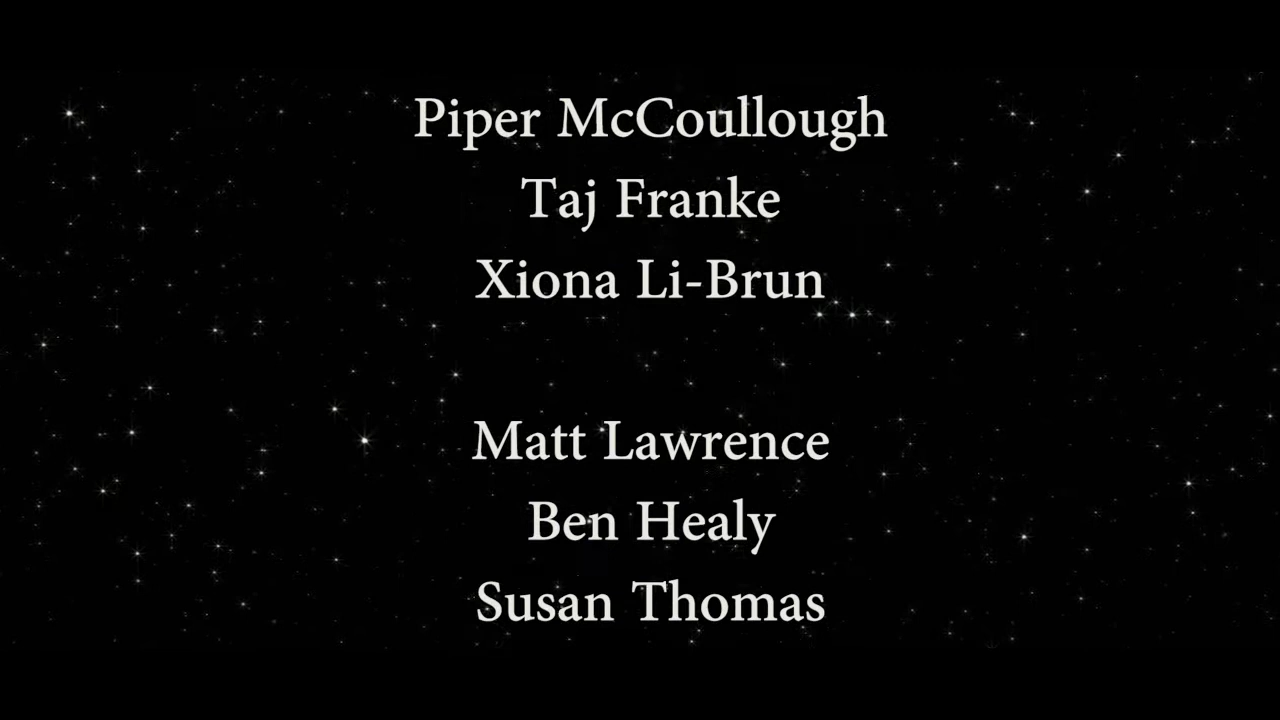 Piper McCoullough
Taj Franke
Xiona Li-Brun
Matt Lawrence
Ben Healy
Susan Thomas